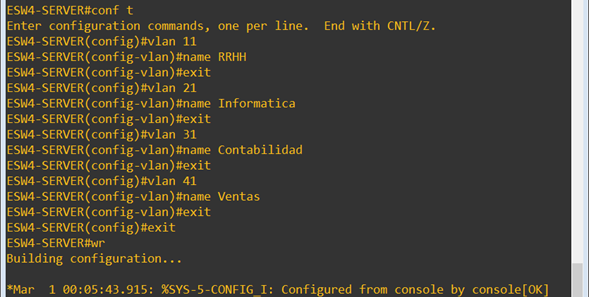 ESW4-SERVER#conf t
Enter configuration commands, one per line.  End with CNTL/Z.
ESW4-SERVER(config)#vlan 11
ESW4-SERVER(config-vlan)#name RRHH
ESW4-SERVER(config-vlan)#exit
ESW4-SERVER(config)#vlan 21
ESW4-SERVER(config-vlan)#name Informatica
ESW4-SERVER(config-vlan)#exit
ESW4-SERVER(config)#vlan 31
ESW4-SERVER(config-vlan)#name Contabilidad
ESW4-SERVER(config-vlan)#exit
ESW4-SERVER(config)#vlan 41
ESW4-SERVER(config-vlan)#name Ventas
ESW4-SERVER(config-vlan)#exit
ESW4-SERVER(config)#exit
ESW4-SERVER#wr
Building configuration...
*Mar  1 00:05:43.915: %SYS-5-CONFIG_I: Configured from console by console[OK]